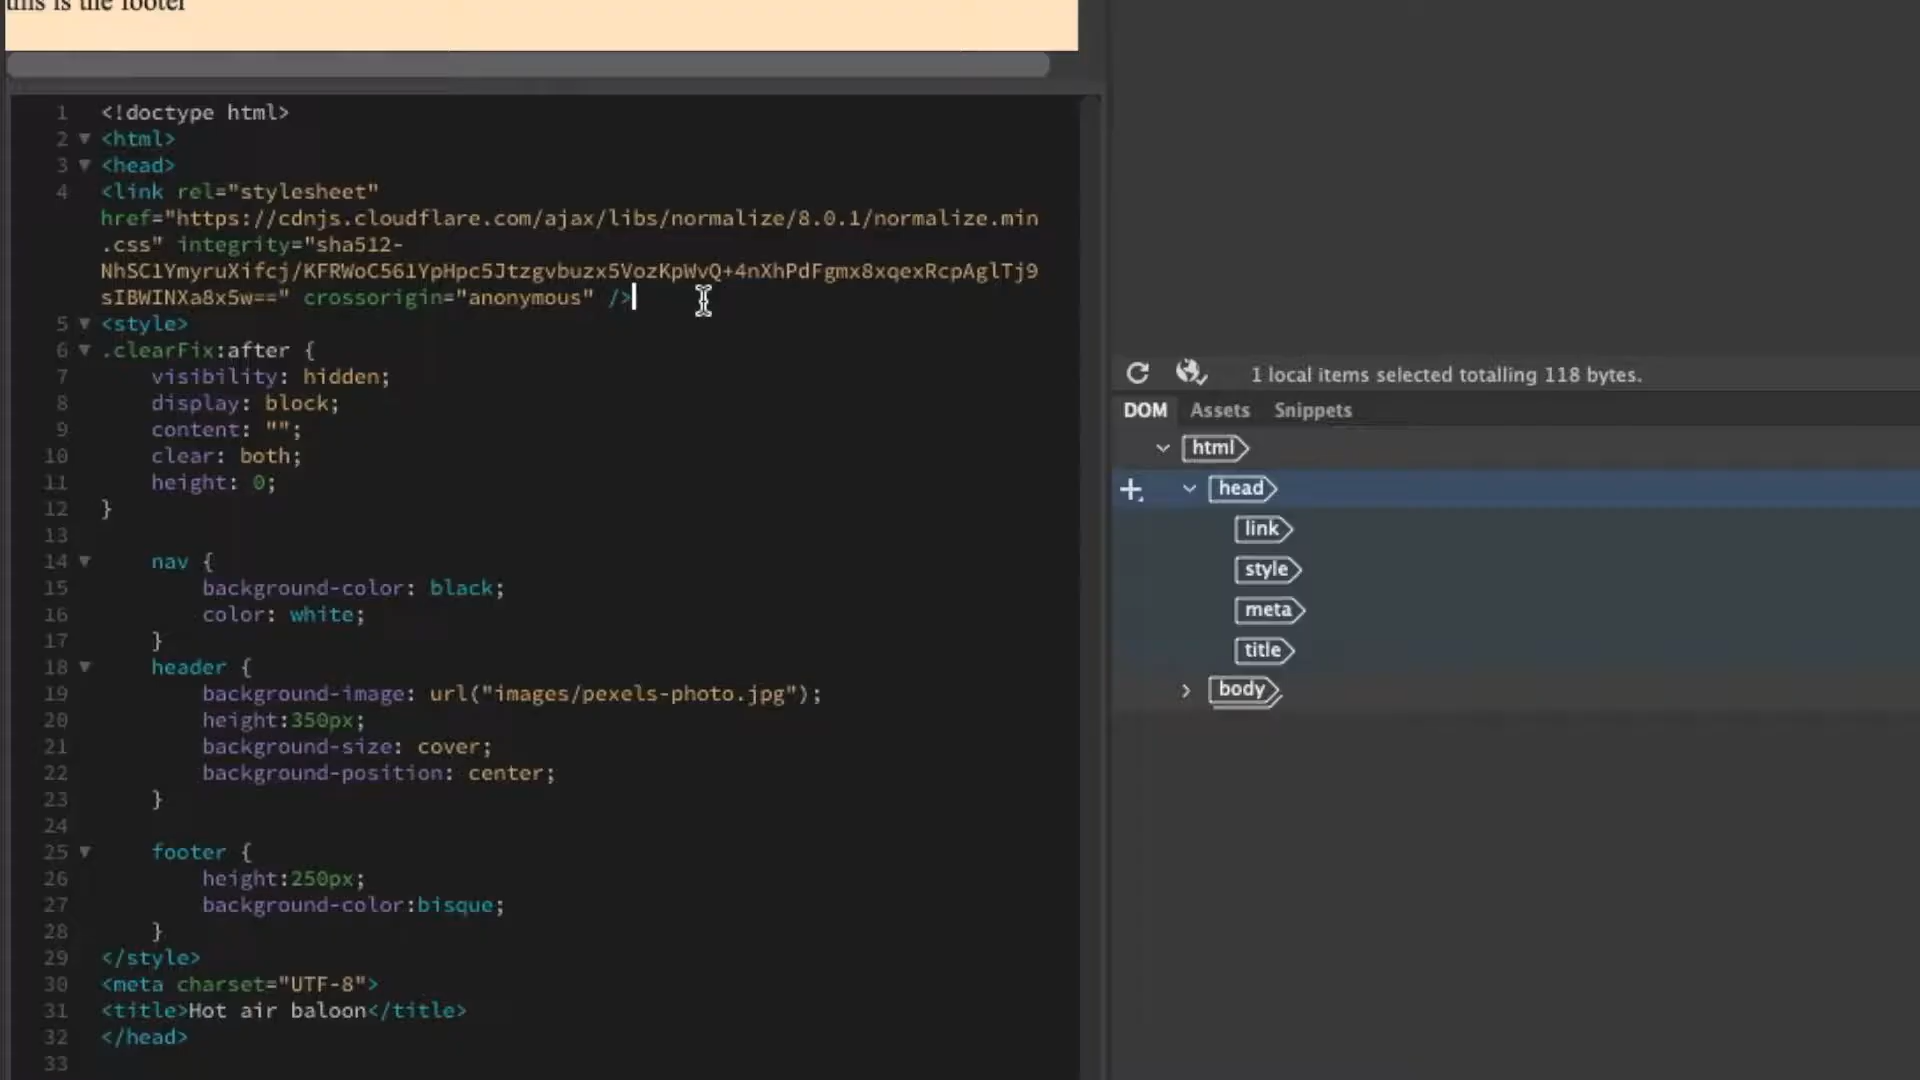 this is the footer
1 <!doctype html>
2 <html>
3 <head>
4 <link rel="stylesheet"
href="https://cdnjs.cloudflare.com/ajax/libs/normalize/8.0.1/normalize.min
.css" integrity="sha512-
NhSC1YmyruXifcj/KFRWoC561YpHpc5Jtzgvbuzx5VozKpWvQ+4nXhPdFgmx8xqexRcpAglTj9
sIBWINXa8x5w==" crossorigin="anonymous" />
5 <style>
6 .clearFix:after {
7 visibility: hidden;
8 display: block;
9 content: "";
10 clear: both;
11 height: 0;
12 }
13
14 nav {
15 background-color: black;
16 color: white;
17 }
18 header {
19 background-image: url("images/pexels-photo.jpg");
20 height:350px;
21 background-size: cover;
22 background-position: center;
23 }
24
25 footer {
26 height:250px;
27 background-color:bisque;
28 }
29 </style>
30 <meta charset="UTF-8">
31 <title>Hot air baloon</title>
32 </head>
33
1 local items selected totalling 118 bytes.
DOM Assets Snippets
html
head
link
style
meta
title
body